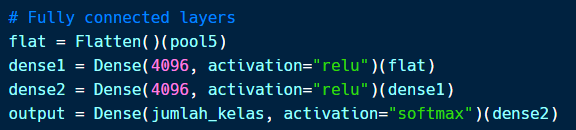 # Fully connected layers
flat = Flatten()(pool5)
dense1 = Dense(4096, activation="relu")(flat)
dense2 = Dense(4096, activation="relu")(dense1)
output = Dense(jumlah_kelas, activation="softmax")(dense2)